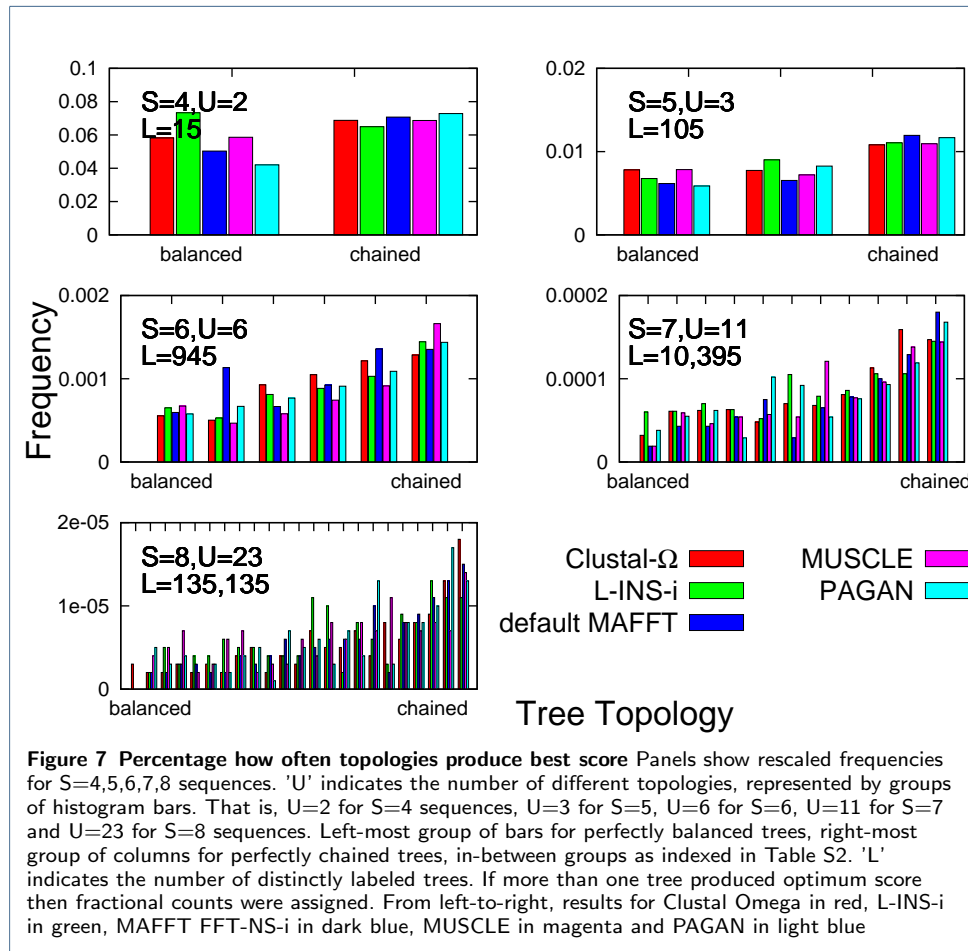 0.1
0.08
0.06
0.04
0.02
0
S=4,U=2
L=15
balanced
chained
0.02
0.01
0
S=5,U=3
L=105
balanced
chained
Frequency
0.002
0.001
0
S=6,U=6
L=945
balanced
chained
0.0002
0.0001
0
S=7,U=11
L=10,395
balanced
chained
2e-05
1e-05
0
S=8,U=23
L=135,135
balanced
chained
Clustal-Ω
L-INS-i
default MAFFT
MUSCLE
PAGAN
Tree Topology
Figure 7 Percentage how often topologies produce best score Panels show rescaled frequencies
for S=4,5,6,7,8 sequences. 'U' indicates the number of different topologies, represented by groups
of histogram bars. That is, U=2 for S=4 sequences, U=3 for S=5, U=6 for S=6, U=11 for S=7
and U=23 for S=8 sequences. Left-most group of bars for perfectly balanced trees, right-most
group of columns for perfectly chained trees, in-between groups as indexed in Table S2. 'L'
indicates the number of distinctly labeled trees. If more than one tree produced optimum score
then fractional counts were assigned. From left-to-right, results for Clustal Omega in red, L-INS-i
in green, MAFFT FFT-NS-i in dark blue, MUSCLE in magenta and PAGAN in light blue